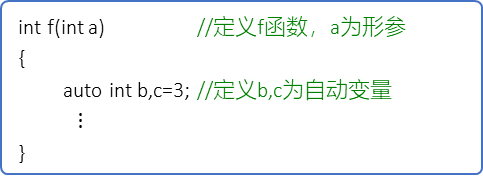 int f(int a) //定义f函数，a为形参
{
auto int b,c=3; //定义b,c为自动变量
⋮
}